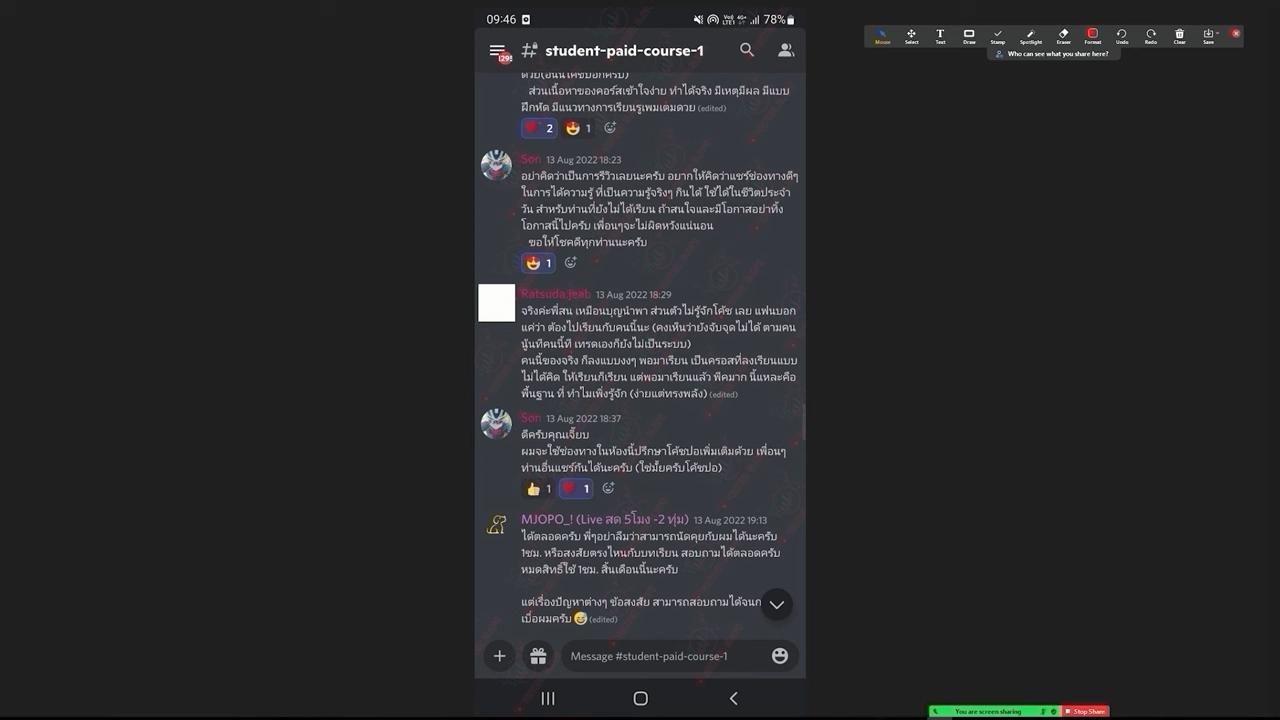 09:46
78%
student-paid-course-1
Mouse Select Text Draw Stamp Spotlight Eraser Format Undo Redo Clear Save
Who can see what you share here?
ส่วนเนื้อหาของคอร์สเข้าใจง่าย ทำได้จริง มีเหตุมีผล มีแบบ
ฝึกหัด มีแนวทางการเรียนรู้เพิ่มเติมด้วย (edited)
2 1
Son 13 Aug 2022 18:23
อย่าคิดว่าเป็นการรีวิวเลยนะครับ อยากให้คิดว่าแชร์ช่องทางดีๆ
ในการได้ความรู้ ที่เป็นความรู้จริงๆ กินได้ ใช้ได้ในชีวิตประจำ
วัน สำหรับท่านที่ยังไม่ได้เรียน ถ้าสนใจและมีโอกาสอย่าทิ้ง
โอกาสนี้ไปครับ เพื่อนๆจะไม่ผิดหวังแน่นอน
ขอให้โชคดีทุกท่านนะครับ
1
Ratsuda jeab 13 Aug 2022 18:29
จริงค่ะพี่สน เหมือนบุญนำพา ส่วนตัวไม่รู้จักโค้ช เลย แฟนบอก
แค่ว่า ต้องไปเรียนกับคนนี้นะ (คงเห็นว่ายังจับจุดไม่ได้ ตามคน
นู้นทีคนนี้ที เทรดเองก็ยังไม่เป็นระบบ)
คนนี้ของจริง ก็ลงแบบงงๆ พอมาเรียน เป็นครอสที่ลงเรียนแบบ
ไม่ได้คิด ให้เรียนก็เรียน แต่พอมาเรียนแล้ว พีคมาก นี้แหละคือ
พื้นฐาน ที่ ทำไมเพิ่งรู้จัก (ง่ายแต่ทรงพลัง) (edited)
Son 13 Aug 2022 18:37
ดีครับคุณเจี๊ยบ
ผมจะใช้ช่องทางในห้องนี้ปรึกษาโค้ชปอเพิ่มเติมด้วย เพื่อนๆ
ท่านอื่นแชร์กันได้นะครับ (ใช่มั้ยครับโค้ชปอ)
1 1
MJOPO_! (Live สด 5โมง -2 ทุ่ม) 13 Aug 2022 19:13
ได้ตลอดครับ พี่ๆอย่าลืมว่าสามารถนัดคุยกับผมได้นะครับ
1ชม. หรือสงสัยตรงไหนกับบทเรียน สอบถามได้ตลอดครับ
หมดสิทธิ์ใช้ 1ชม. สิ้นเดือนนี้นะครับ
แต่เรื่องปัญหาต่างๆ ข้อสงสัย สามารถสอบถามได้จนก
เบื่อผมครับ (edited)
Message #student-paid-course-1
You are screen sharing Stop Share